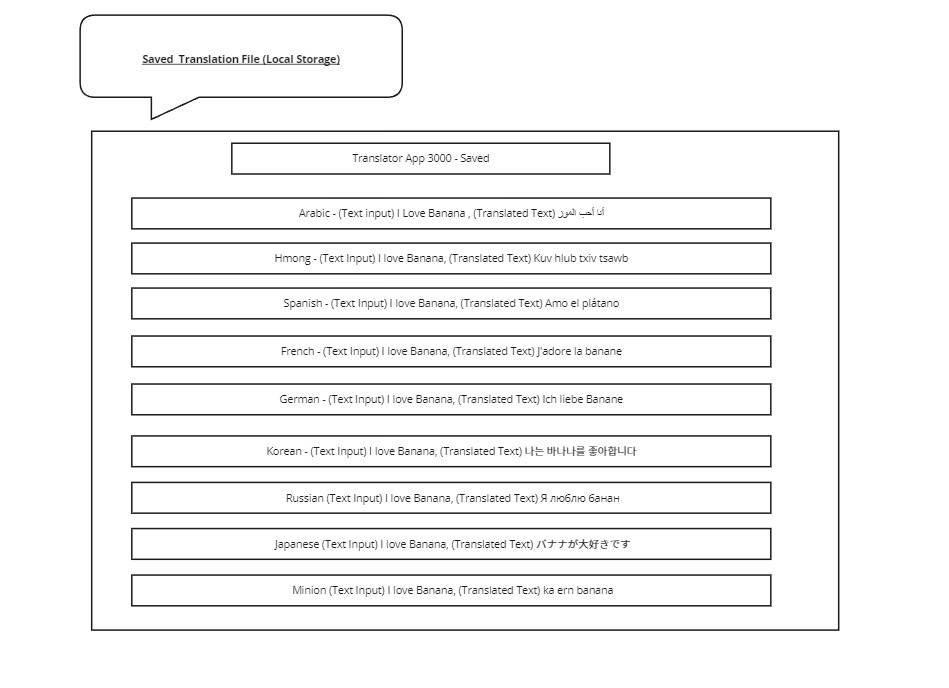 Saved Translation File (Local Storage)
Translator App 3000 - Saved
Arabic - (Text input) I Love Banana , (Translated Text) أنا أحب الموز
Hmong - (Text Input) I love Banana, (Translated Text) Kuv hlub txiv tsawb
Spanish - (Text Input) I love Banana, (Translated Text) Amo el plátano
French - (Text Input) I love Banana, (Translated Text) J'adore la banane
German - (Text Input) I love Banana, (Translated Text) Ich liebe Banane
Korean - (Text Input) I love Banana, (Translated Text) 나는 바나나를 좋아합니다
Russian (Text Input) I love Banana, (Translated Text) Я люблю банан
Japanese (Text Input) I love Banana, (Translated Text) バナナが大好きです
Minion (Text Input) I love Banana, (Translated Text) ka ern banana